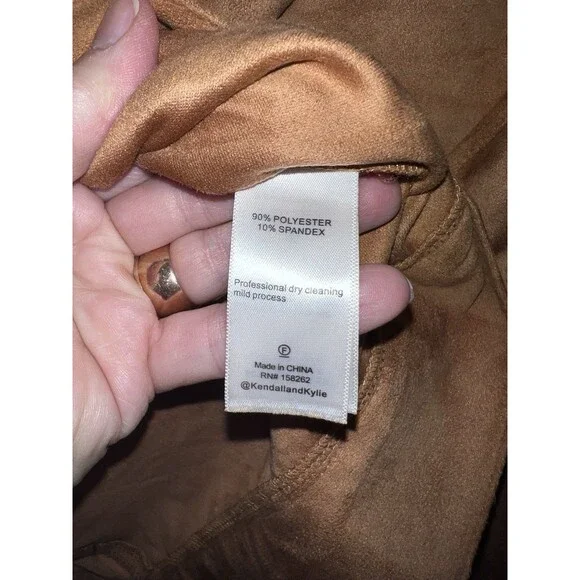 90% POLYESTER
10% SPANDEX
Professional dry cleaning
mild process
F
Made in CHINA
RN# 158262
@KendallandKylie